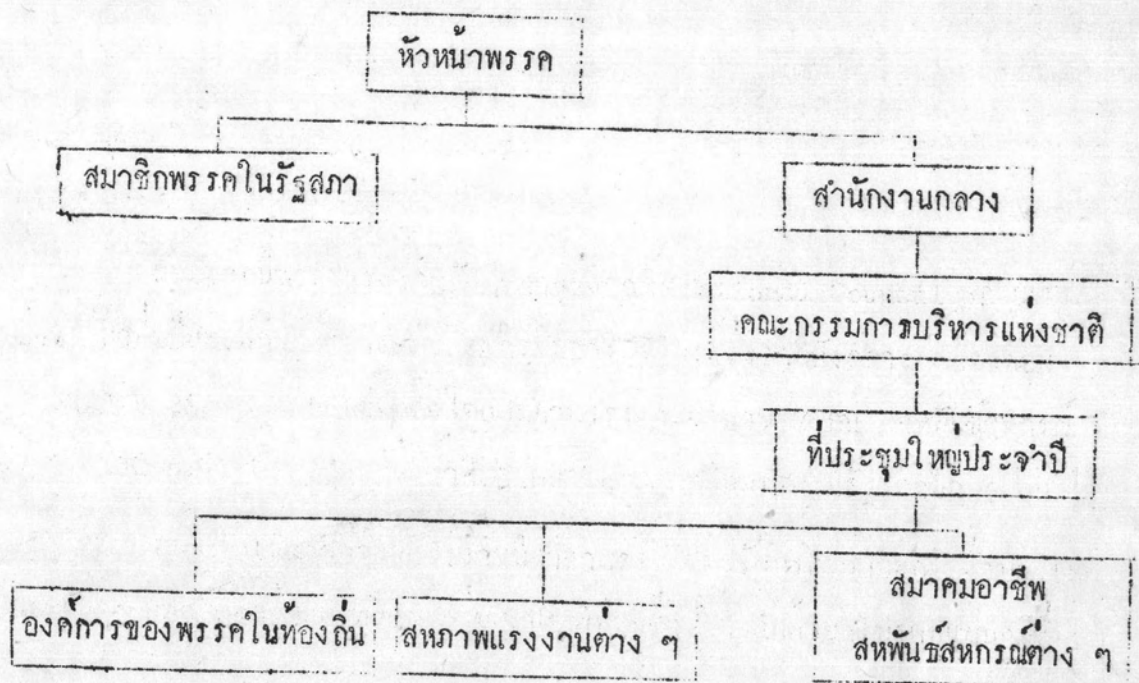 หัวหน้าพรรค
สมาชิกพรรคในรัฐสภา
สำนักงานกลาง
คณะกรรมการบริหารแห่งชาติ
ที่ประชุมใหญ่ประจำปี
องค์การของพรรคในท้องถิ่น
สหภาพแรงงานต่าง ๆ
สมาคมอาชีพ
สหพันธ์สหกรณ์ต่าง ๆ